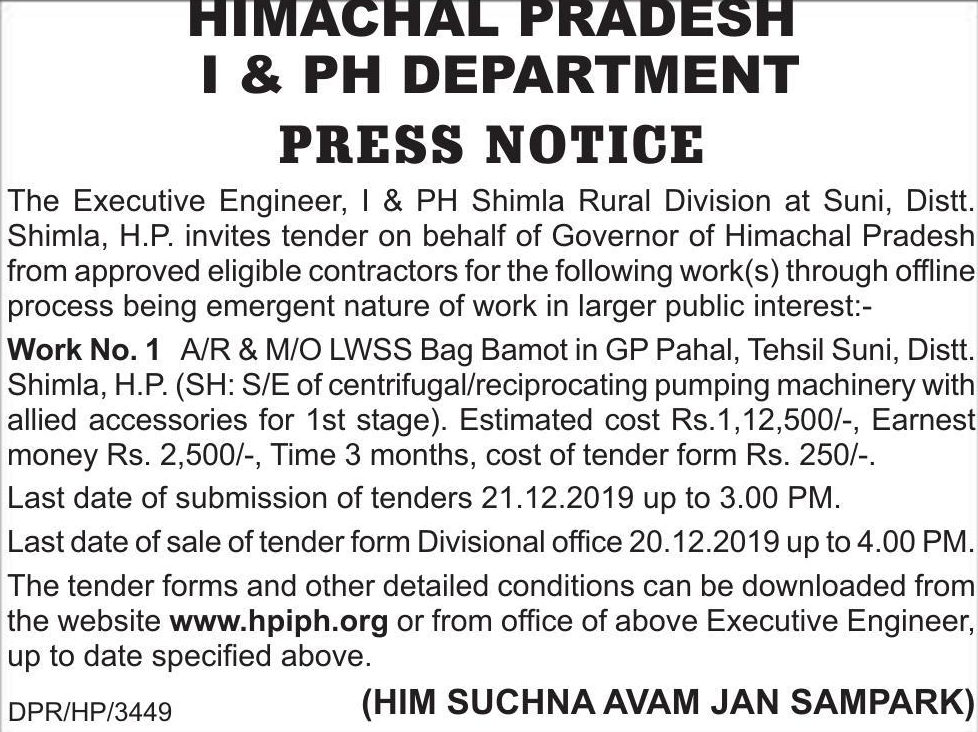 HIMACHAL PRADESH
I & PH DEPARTMENT
PRESS NOTICE
The Executive Engineer, I & PH Shimla Rural Division at Suni, Distt.
Shimla, H.P. invites tender on behalf of Governor of Himachal Pradesh
from approved eligible contractors for the following work(s) through offline
process being emergent nature of work in larger public interest:-
Work No. 1 A/R & M/O LWSS Bag Bamot in GP Pahal, Tehsil Suni, Distt.
Shimla, H.P. (SH: S/E of centrifugal/reciprocating pumping machinery with
allied accessories for 1st stage). Estimated cost Rs.1,12,500/-, Earnest
money Rs. 2,500/-, Time 3 months, cost of tender form Rs. 250/-.
Last date of submission of tenders 21.12.2019 up to 3.00 PM.
Last date of sale of tender form Divisional office 20.12.2019 up to 4.00 PM.
The tender forms and other detailed conditions can be downloaded from
the website www.hpiph.org or from office of above Executive Engineer,
up to date specified above.
DPR/HP/3449 (HIM SUCHNA AVAM JAN SAMPARK)